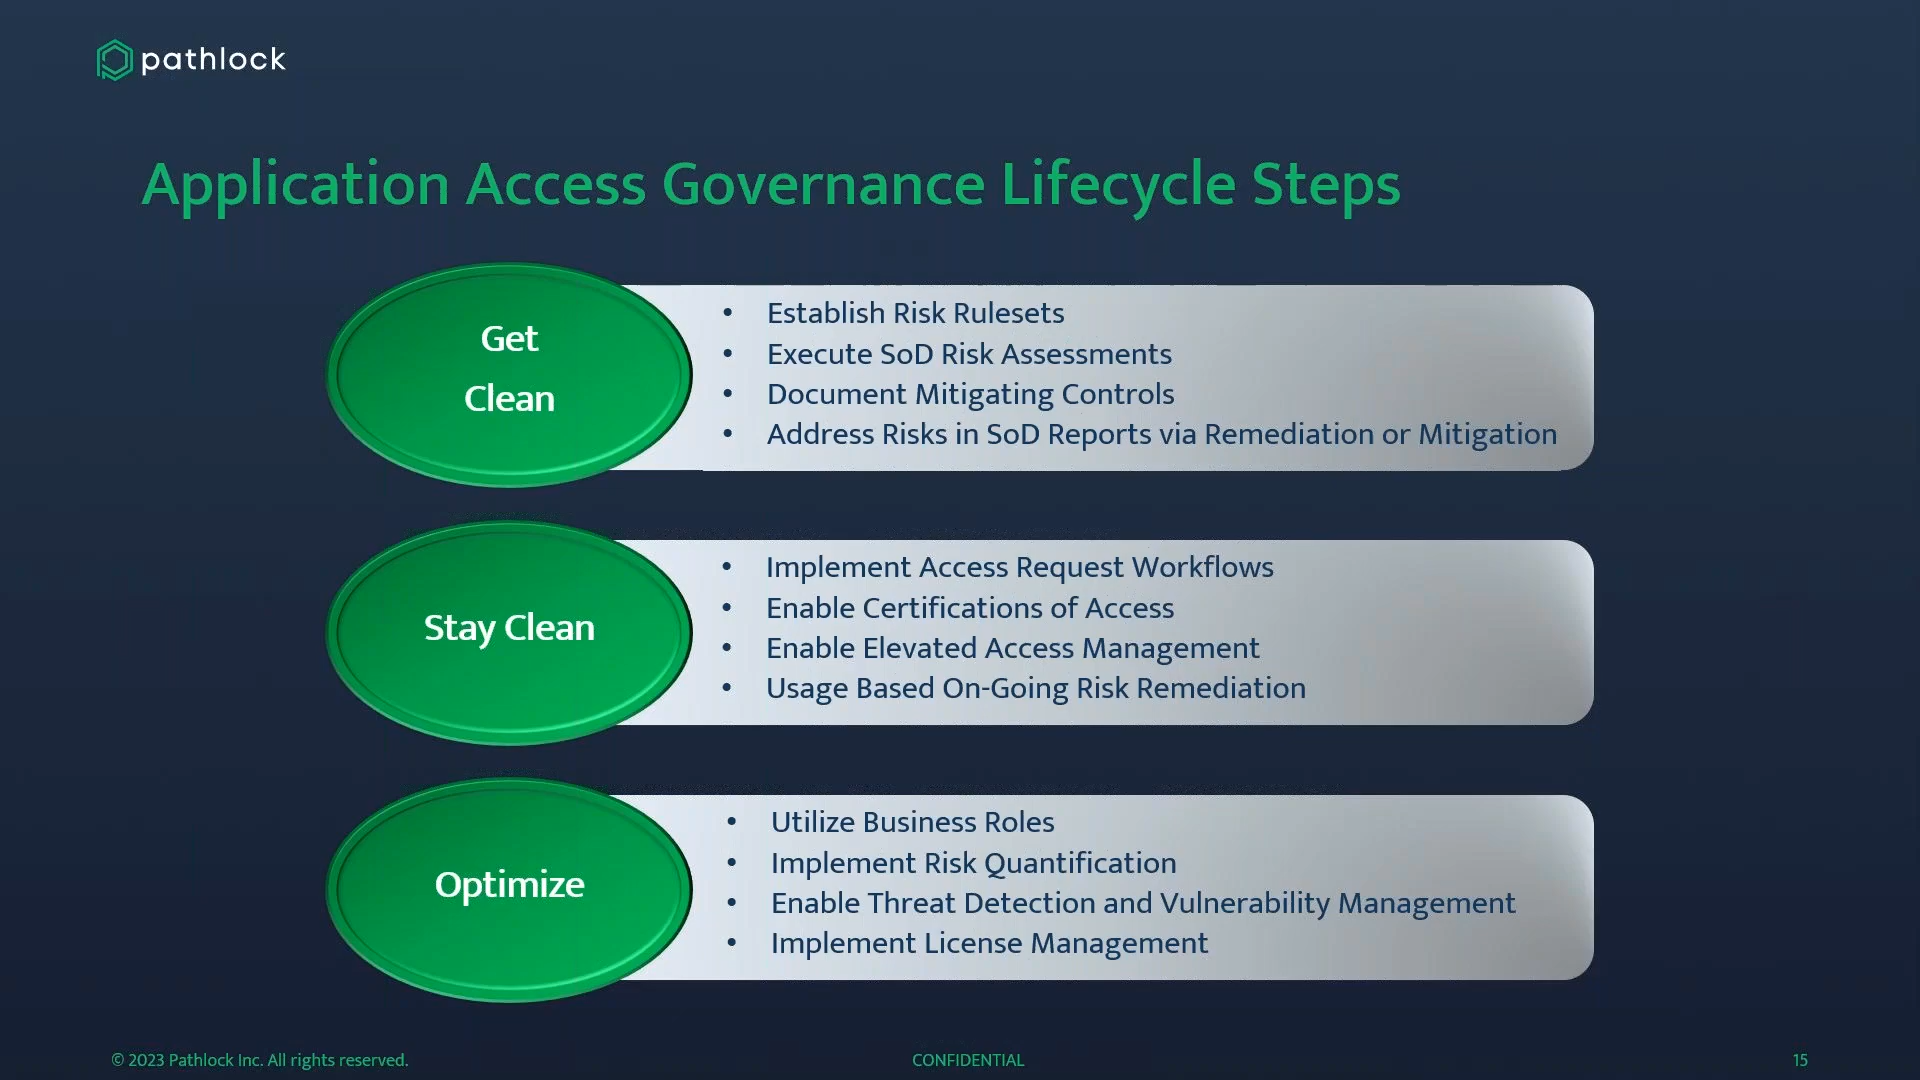 pathlock
Application Access Governance Lifecycle Steps
Get
Clean
• Establish Risk Rulesets
• Execute SoD Risk Assessments
• Document Mitigating Controls
• Address Risks in SoD Reports via Remediation or Mitigation
Stay Clean
• Implement Access Request Workflows
• Enable Certifications of Access
• Enable Elevated Access Management
• Usage Based On-Going Risk Remediation
Optimize
• Utilize Business Roles
• Implement Risk Quantification
• Enable Threat Detection and Vulnerability Management
• Implement License Management
© 2023 Pathlock Inc. All rights reserved.
CONFIDENTIAL
15